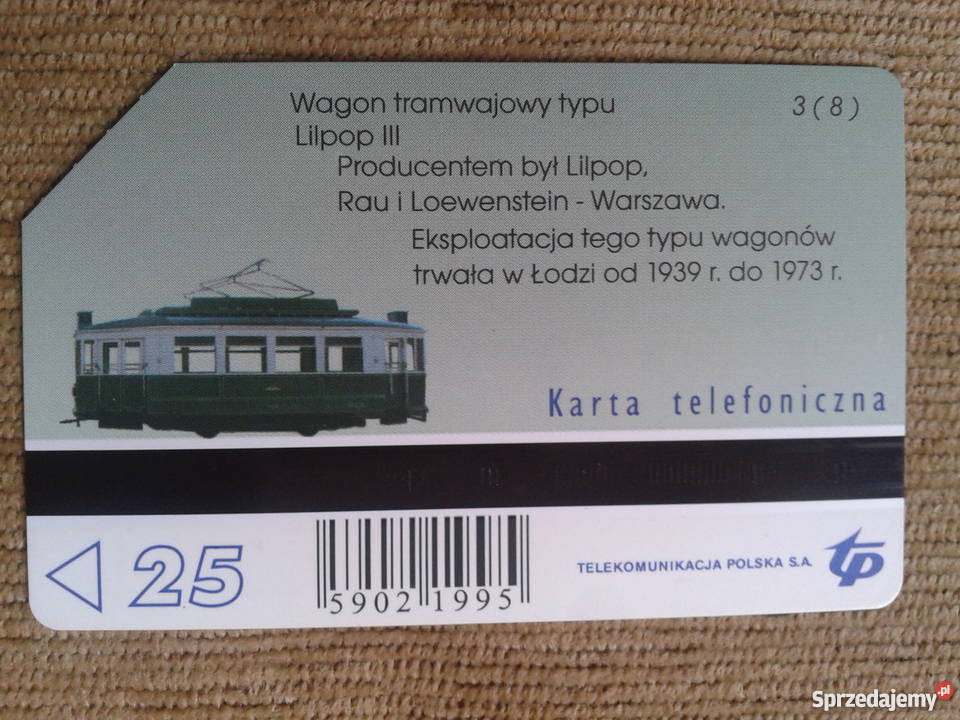 Wagon tramwajowy typu
3 ( 8 )
Lilpop III
Producentem był Lilpop,
Rau i Loewenstein - Warszawa.
Eksploatacja tego typu wagonów
trwała w Łodzi od 1939 r. do 1973 r.
Karta telefoniczna
25
5902 1995
TELEKOMUNIKACJA POLSKA S.A.
tp
Sprzedajemy.pl